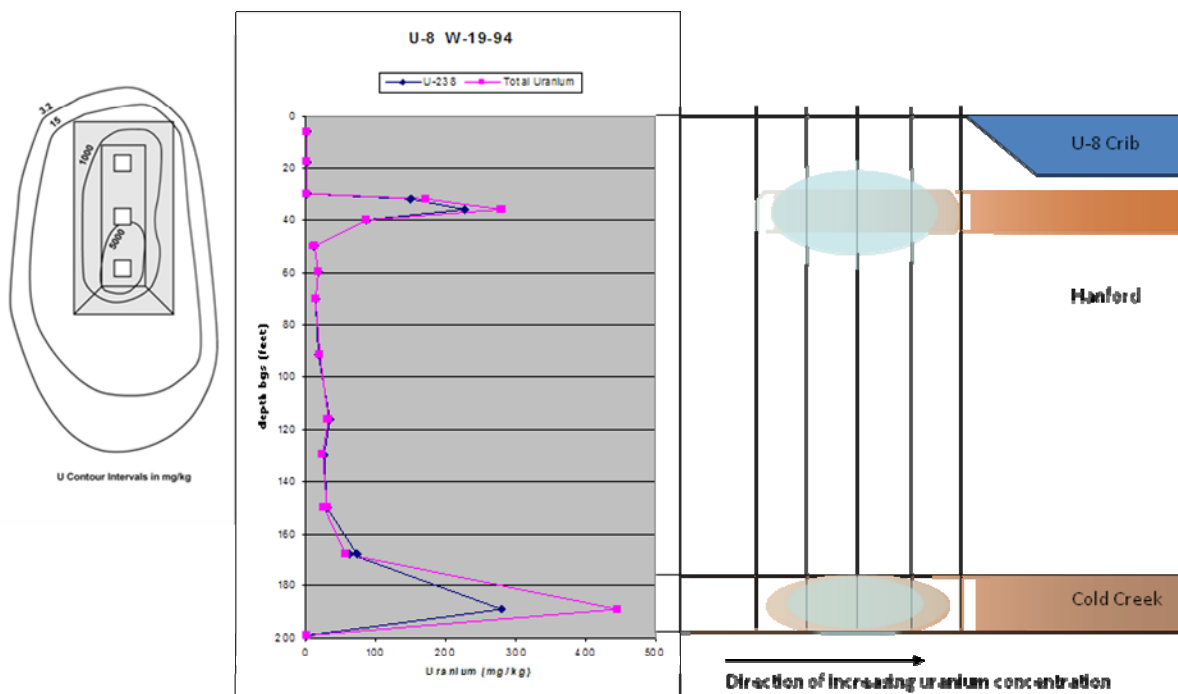 3.2
15
1000
5000
U Contour Intervals in mg/kg
U-8 W-19-94
U-238
Total Uranium
0
20
40
60
80
100
120
140
160
180
200
depth bgs (feet)
0
100
200
300
400
500
Uranium (mg/kg)
U-8 Crib
Hanford
Cold Creek
Direction of increasing uranium concentration